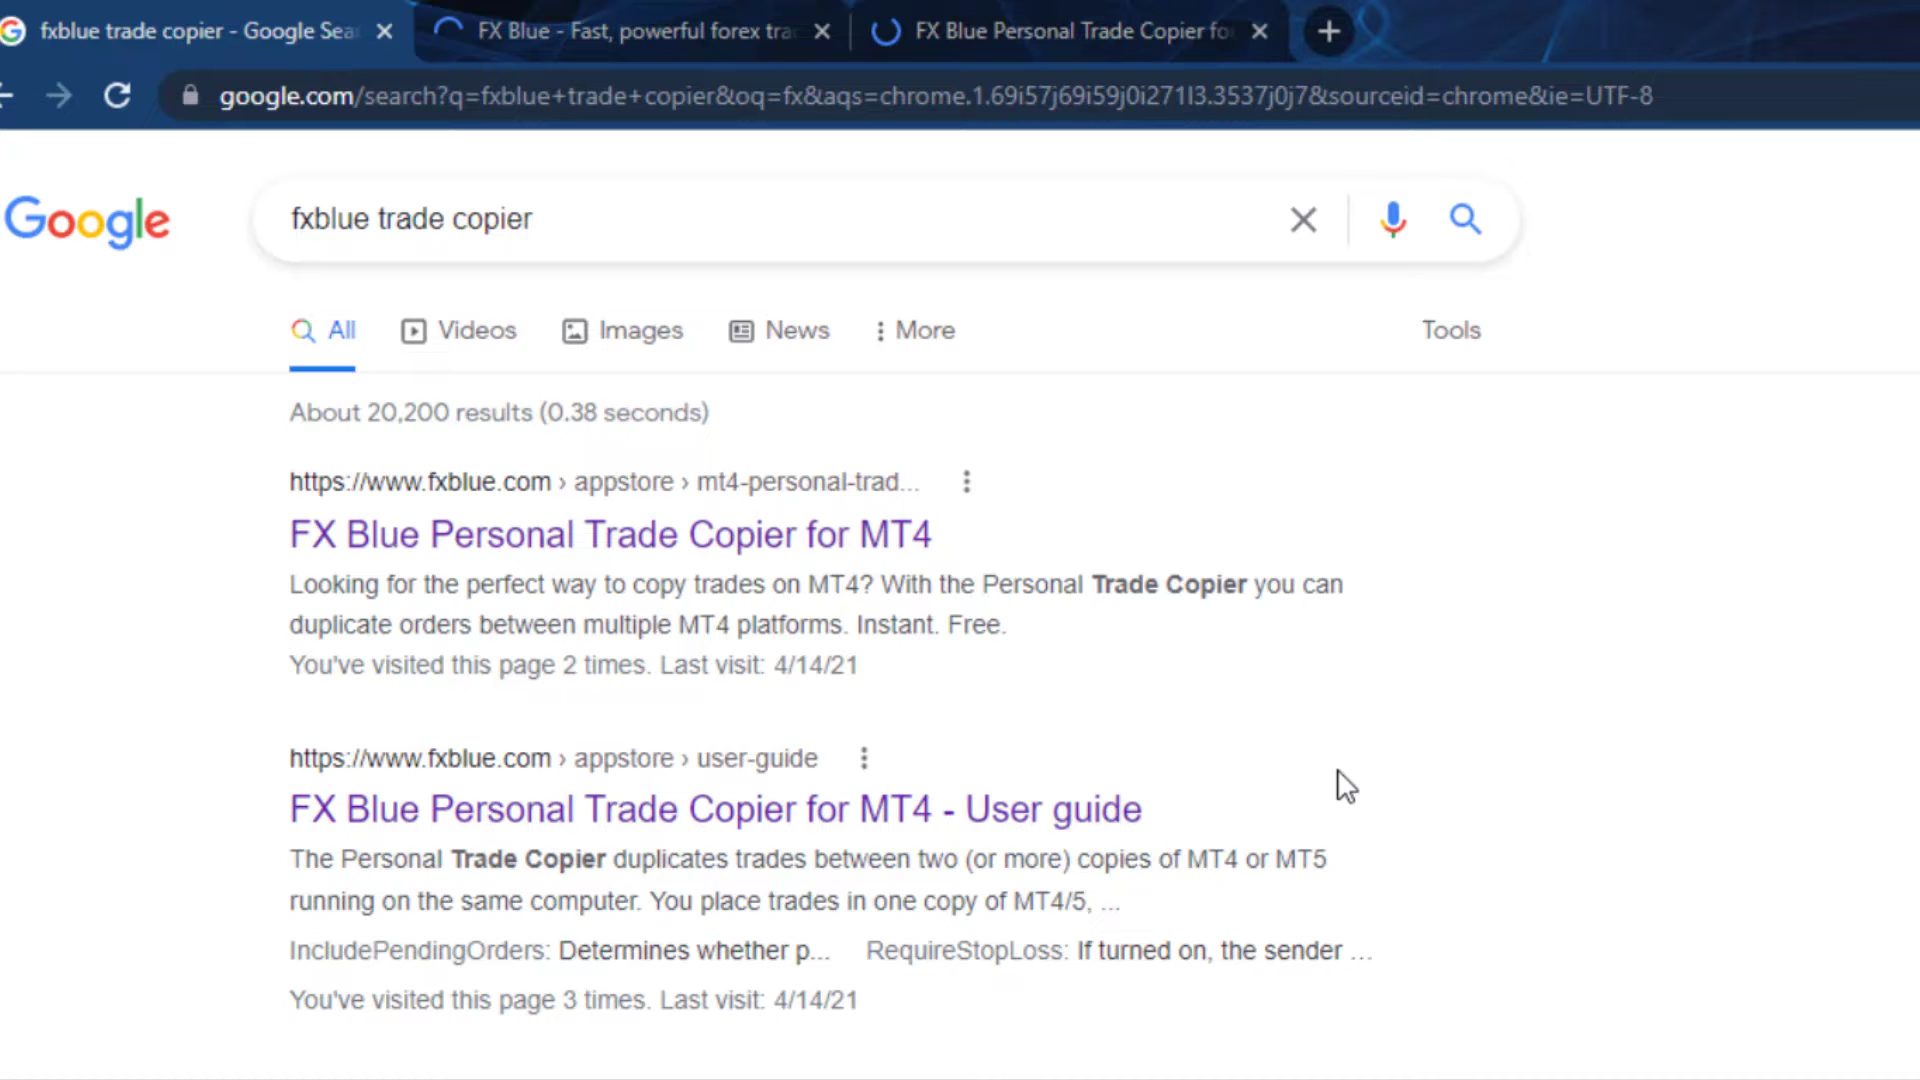 fxblue trade copier - Google Sea
FX Blue - Fast, powerful forex tra
FX Blue Personal Trade Copier fo
google.com/search?q=fxblue+trade+copier&oq=fx&aqs=chrome.1.69i57j69i59j0i271l3.3537j0j7&sourceid=chrome&ie=UTF-8
Google
fxblue trade copier
All
Videos
Images
News
More
Tools
About 20,200 results (0.38 seconds)
https://www.fxblue.com › appstore › mt4-personal-trad...
FX Blue Personal Trade Copier for MT4
Looking for the perfect way to copy trades on MT4? With the Personal Trade Copier you can
duplicate orders between multiple MT4 platforms. Instant. Free.
You've visited this page 2 times. Last visit: 4/14/21
https://www.fxblue.com › appstore › user-guide
FX Blue Personal Trade Copier for MT4 - User guide
The Personal Trade Copier duplicates trades between two (or more) copies of MT4 or MT5
running on the same computer. You place trades in one copy of MT4/5, ...
IncludePendingOrders: Determines whether p... RequireStopLoss: If turned on, the sender ...
You've visited this page 3 times. Last visit: 4/14/21